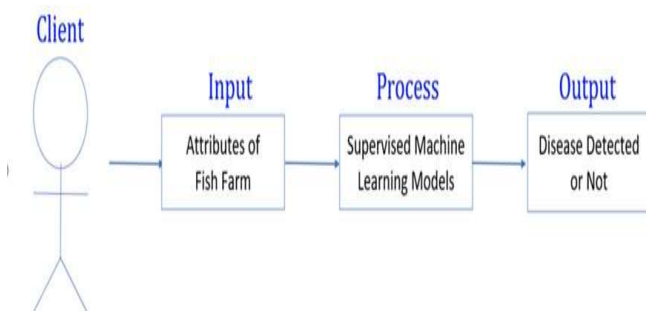 Client
Input
Process
Output
Attributes of
Fish Farm
Supervised Machine
Learning Models
Disease Detected
or Not